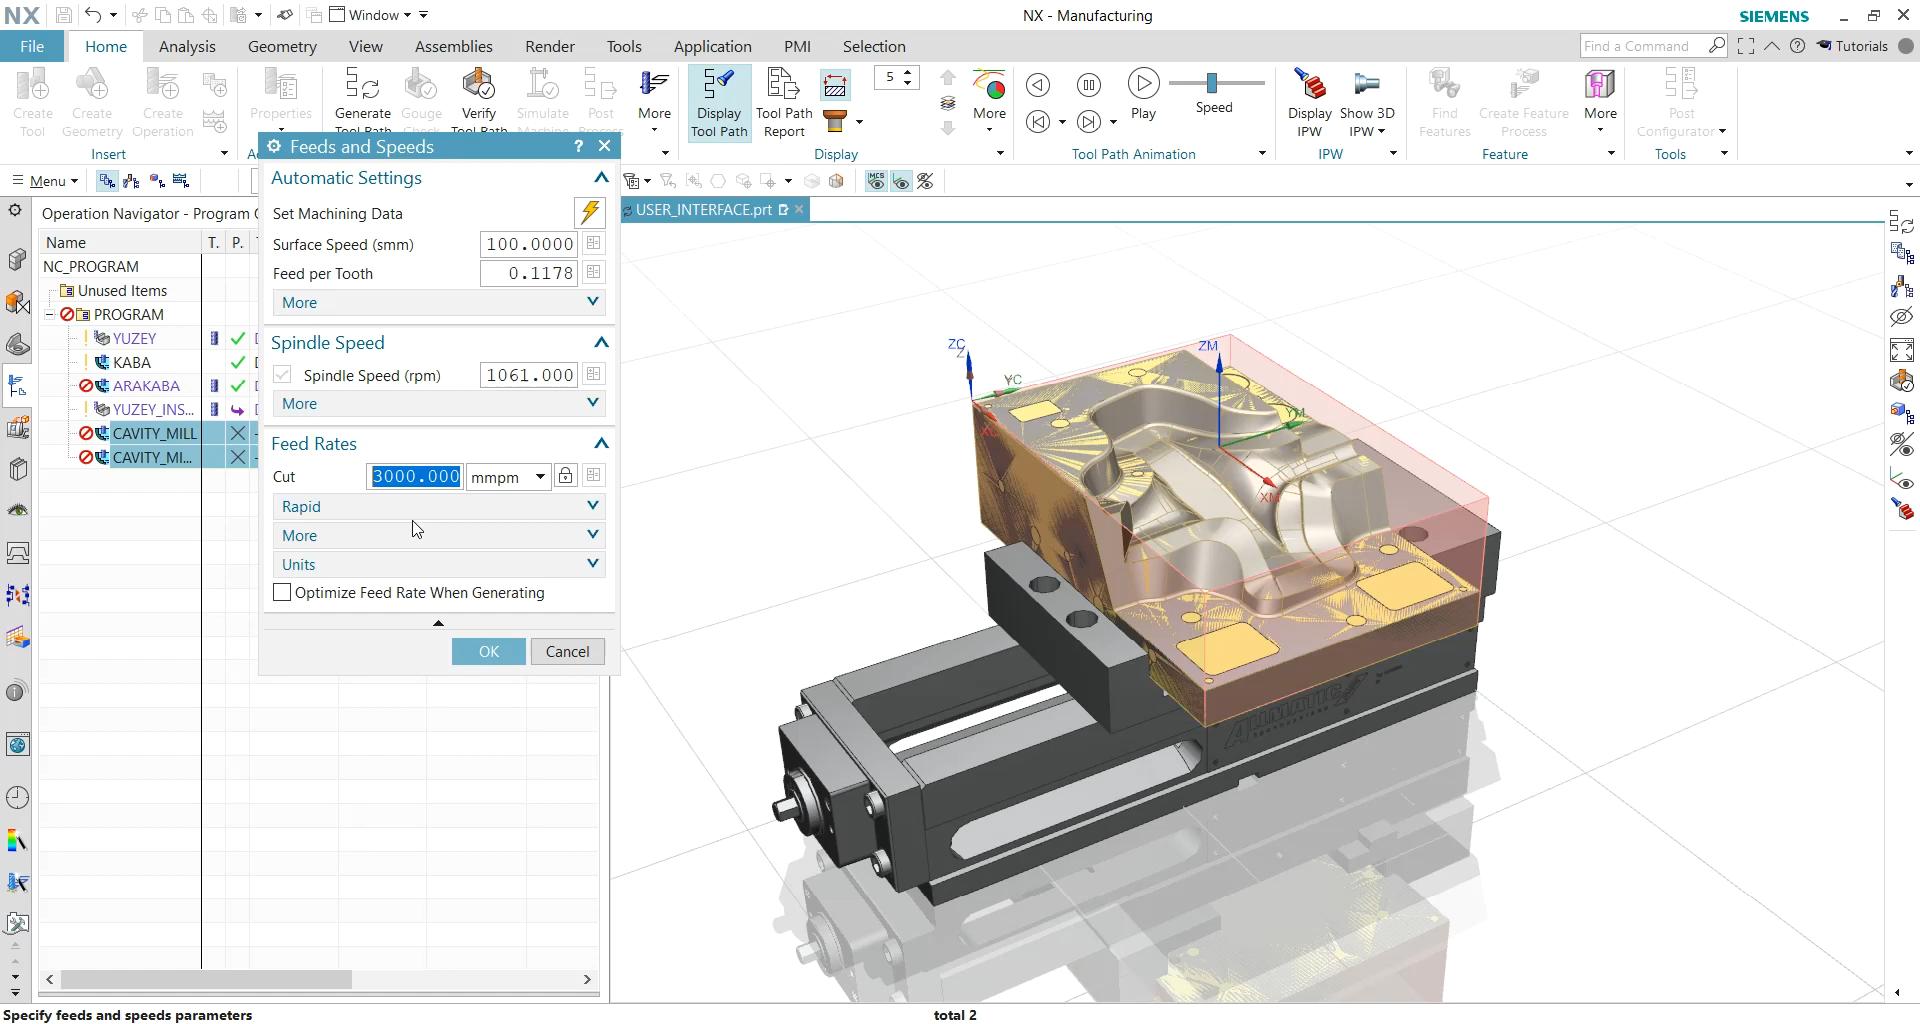 NX
Window
NX - Manufacturing
SIEMENS
File
Home
Analysis
Geometry
View
Assemblies
Render
Tools
Application
PMI
Selection
Find a Command
Tutorials
Create Tool
Create Geometry
Create Operation
Insert
Properties
Generate Tool Path
Gouge Check
Verify Tool Path
Simulate Machine
Post Process
More
Display Tool Path
Tool Path Report
5
More
Display
Play
Speed
Tool Path Animation
Display IPW
Show 3D IPW
IPW
Find Features
Create Feature Process
More
Feature
Post Configurator
Tools
Menu
MCS
Feeds and Speeds
Automatic Settings
Set Machining Data
Surface Speed (smm) 100.0000
Feed per Tooth 0.1178
More
Spindle Speed
Spindle Speed (rpm) 1061.000
More
Feed Rates
Cut 3000.000 mmpm
Rapid
More
Units
Optimize Feed Rate When Generating
OK Cancel
Operation Navigator - Program
Name T. P.
NC_PROGRAM
Unused Items
PROGRAM
YUZEY
KABA
ARAKABA
YUZEY_INS...
CAVITY_MILL
CAVITY_MI...
USER_INTERFACE.prt
ZC
Z
YC
XC
ZM
YM
XM
Specify feeds and speeds parameters
total 2